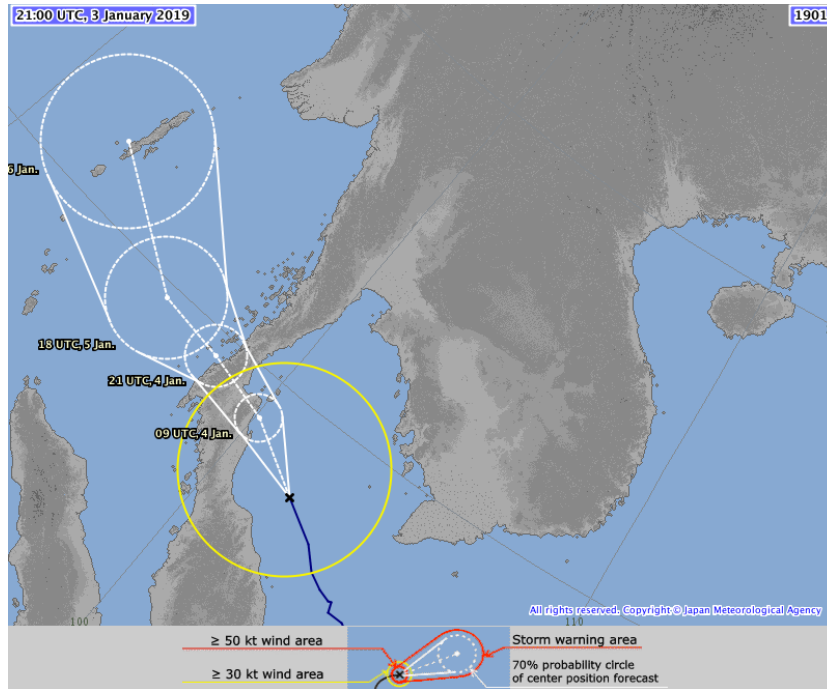 21:00 UTC, 3 January 2019
1901
6 Jan.
18 UTC, 5 Jan.
21 UTC, 4 Jan.
09 UTC, 4 Jan.
All rights reserved. Copyright © Japan Meteorological Agency
100
110
≥ 50 kt wind area
Storm warning area
≥ 30 kt wind area
70% probability circle
of center position forecast